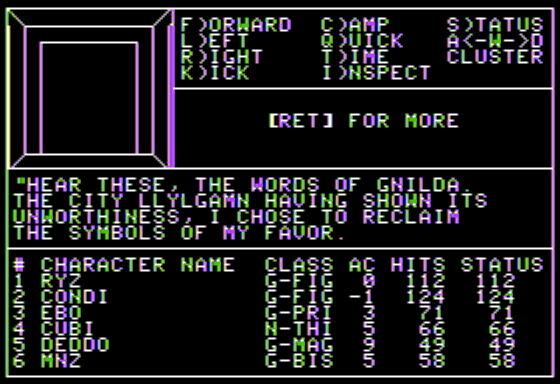 F)ORWARD C)AMP S)TATUS
L)EFT Q)UICK A<-W->D
R)IGHT T)IME CLUSTER
K)ICK I)NSPECT
[RET] FOR MORE
"HEAR THESE, THE WORDS OF GNILDA.
THE CITY LLYLGAMN HAVING SHOWN ITS
UNWORTHINESS, I CHOSE TO RECLAIM
THE SYMBOLS OF MY FAVOR.
# CHARACTER NAME CLASS AC HITS STATUS
1 RYZ G-FIG 0 112 112
2 CONDI G-FIG -1 124 124
3 EBO G-PRI 3 71 71
4 CUBI N-THI 5 66 66
5 DEDDO G-MAG 9 49 49
6 MNZ G-BIS 5 58 58